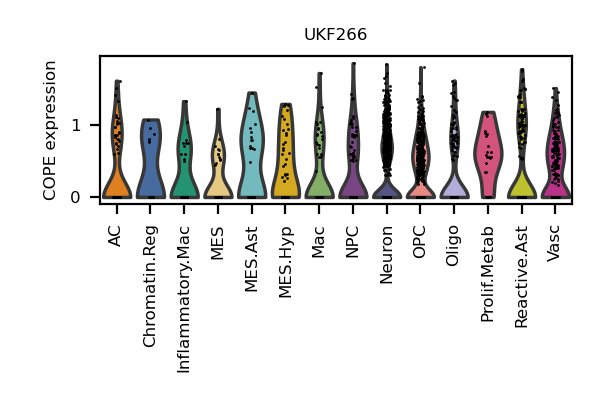 UKF266
COPE expression
1
0
AC
Chromatin.Reg
Inflammatory.Mac
MES
MES.Ast
MES.Hyp
Mac
NPC
Neuron
OPC
Oligo
Prolif.Metab
Reactive.Ast
Vasc